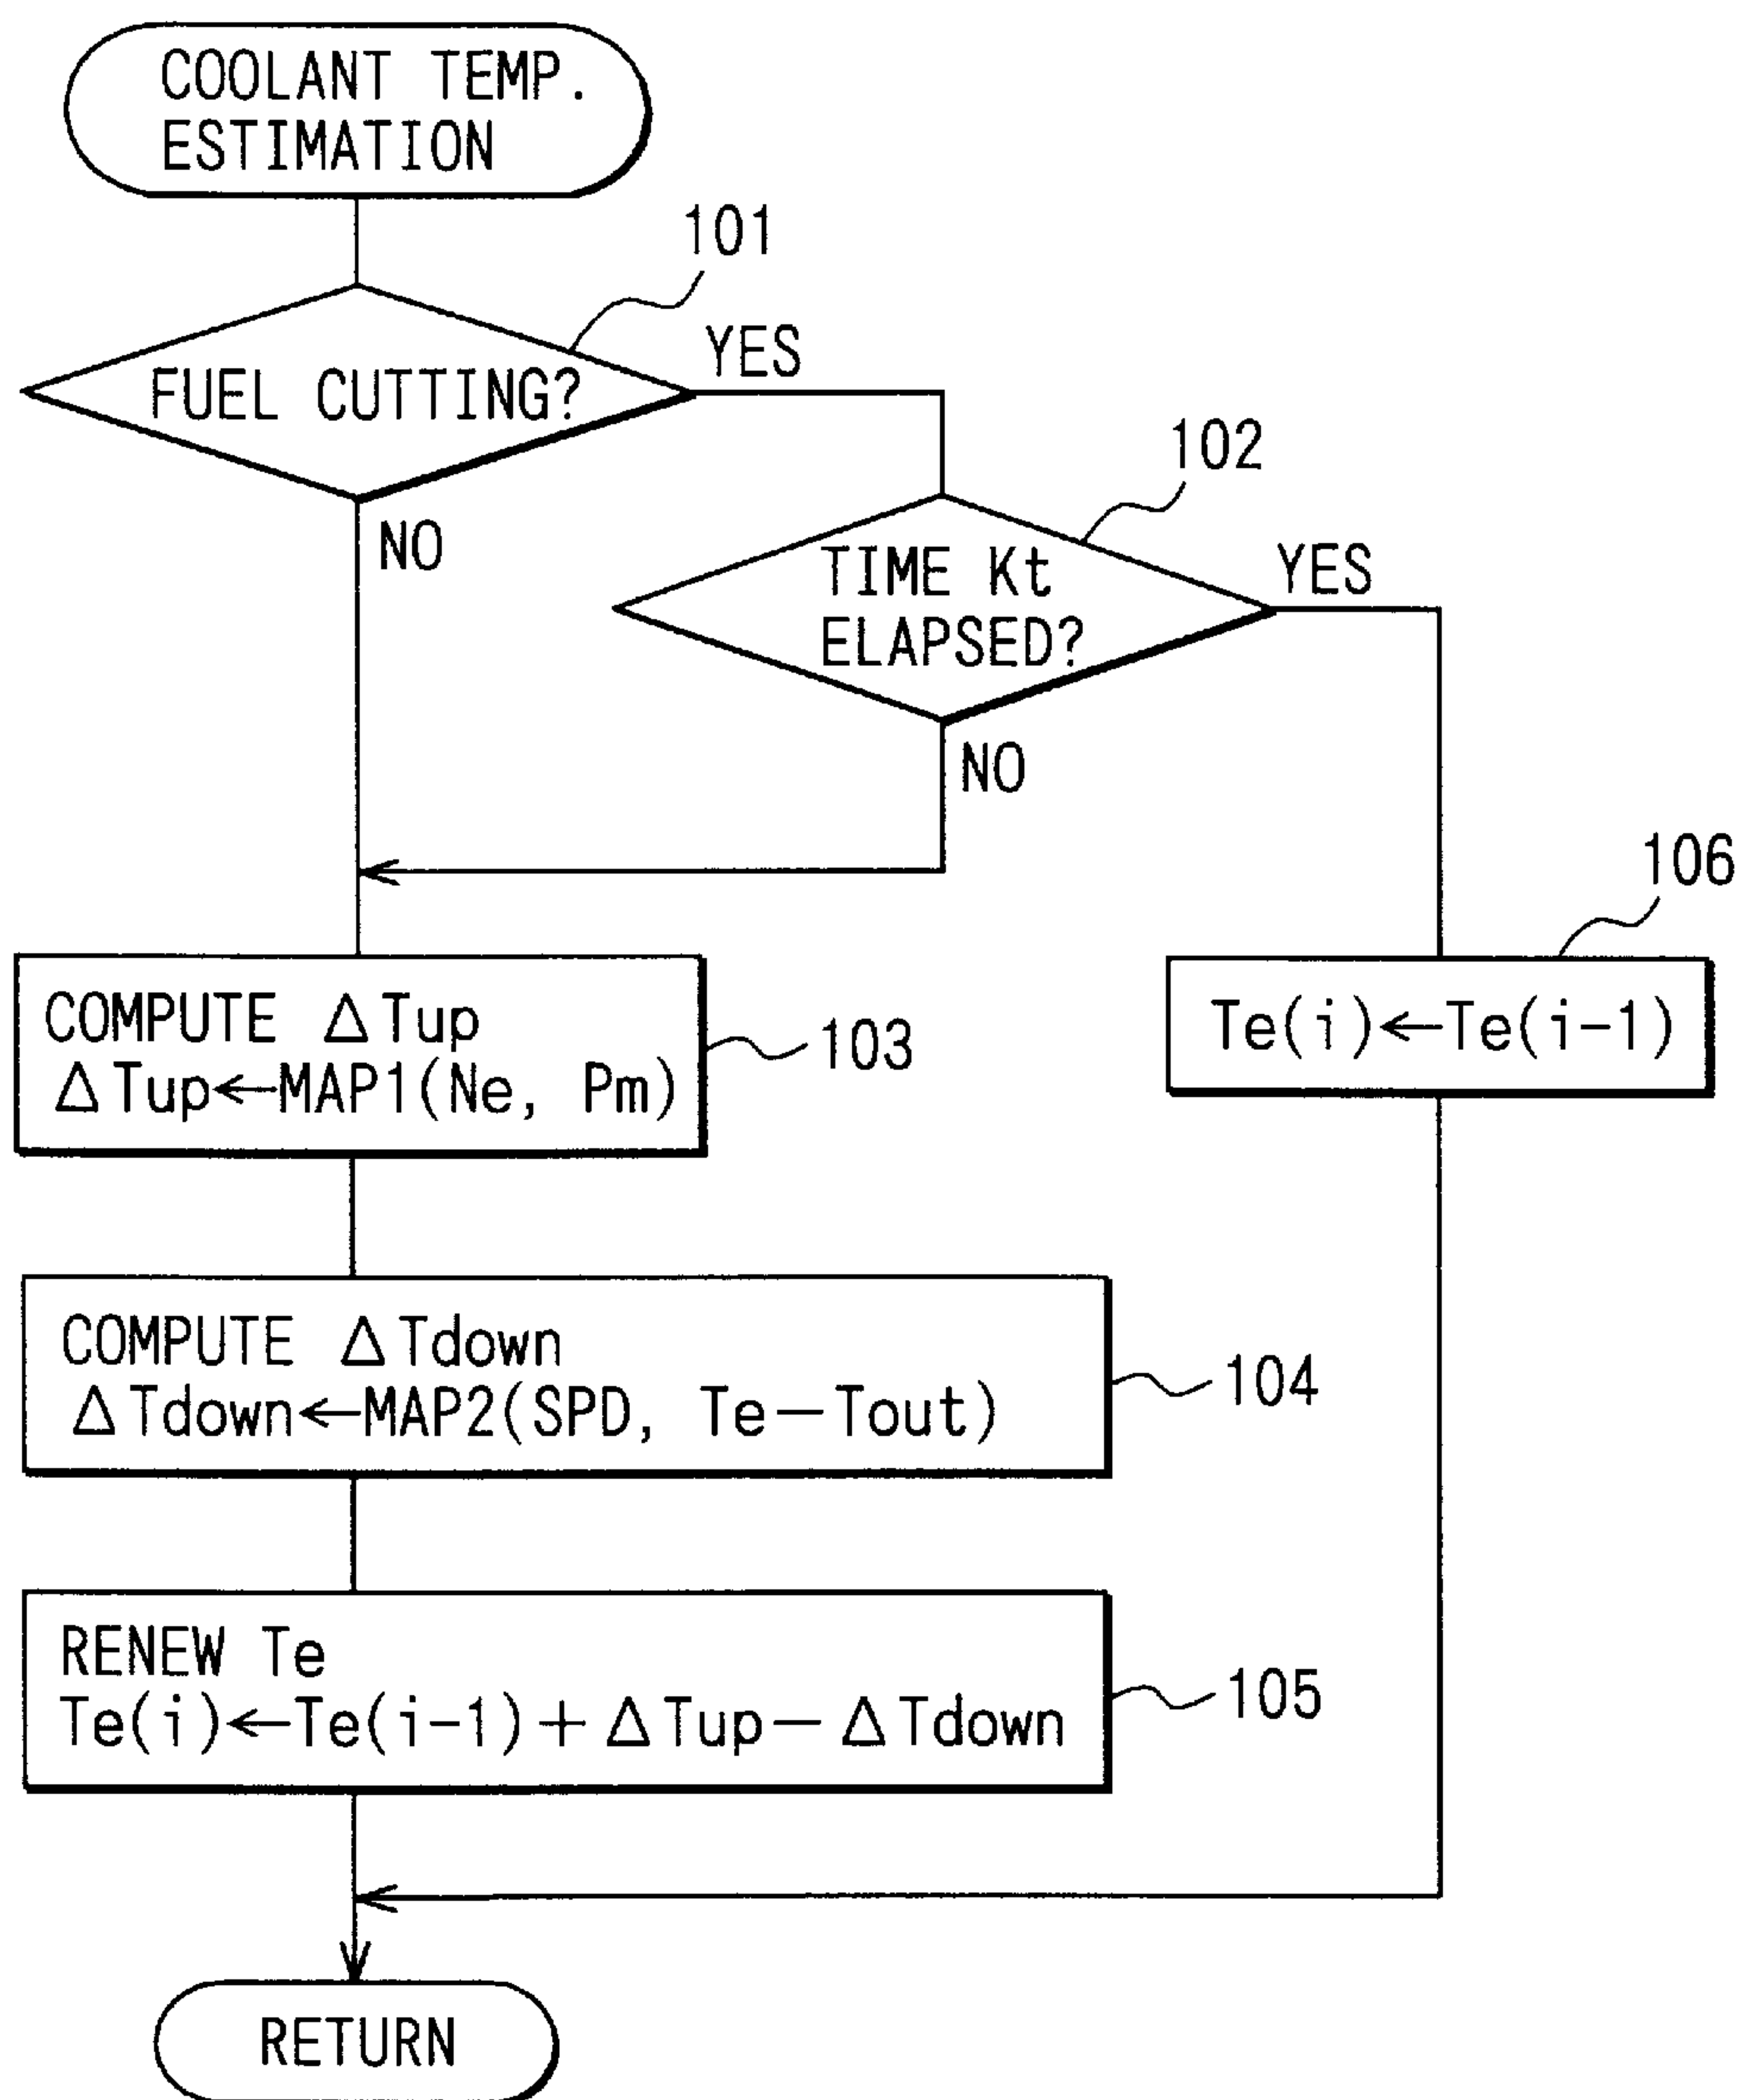 COOLANT TEMP.
ESTIMATION
101
FUEL CUTTING?
YES
NO
102
TIME Kt
ELAPSED?
YES
NO
106
Te(i)←Te(i-1)
COMPUTE ΔTup
ΔTup←MAP1(Ne, Pm)
103
COMPUTE ΔTdown
ΔTdown←MAP2(SPD, Te−Tout)
104
RENEW Te
Te(i)←Te(i-1)+ΔTup−ΔTdown
105
RETURN